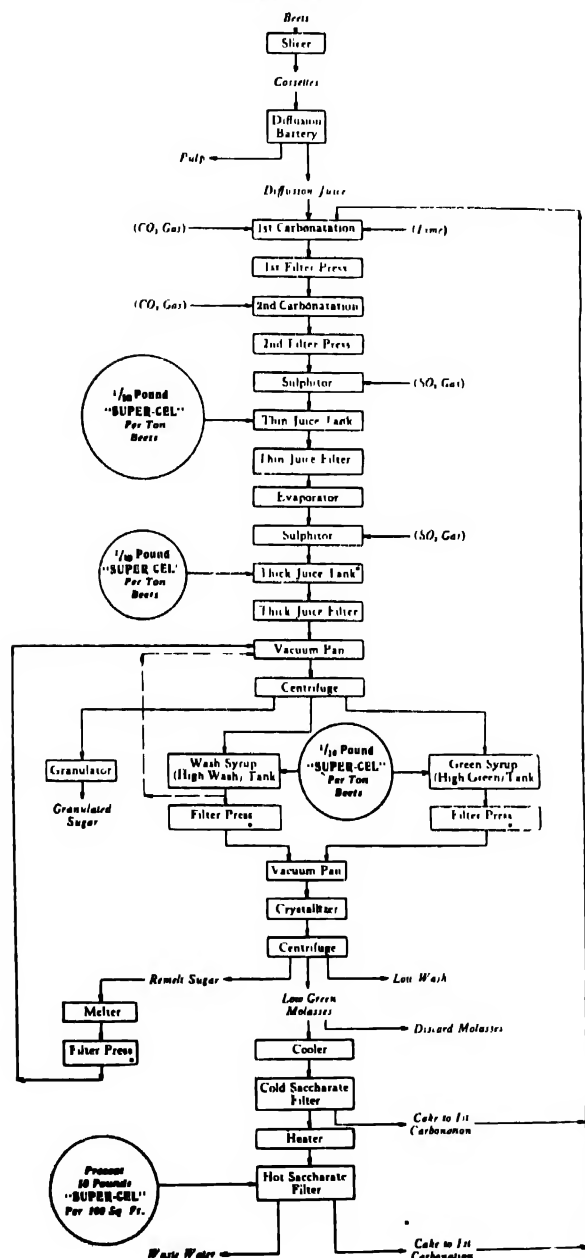 Beets
Slicer
Cossettes
Diffusion
Battery
Pulp
Diffusion Juice
(CO₂ Gas)
1st Carbonatation
(Lime)
1st Filter Press
(CO₂ Gas)
2nd Carbonatation
2nd Filter Press
Sulphitor
(SO₂ Gas)
Pound
"SUPER-CEL"
Per Ton
Beets
Thin Juice Tank
Thin Juice Filter
Evaporator
Sulphitor
(SO₂ Gas)
Pound
"SUPER CEL"
Per Ton
Beets
Thick Juice Tank
Thick Juice Filter
Vacuum Pan
Centrifuge
Granulator
Granulated
Sugar
Wash Syrup
(High Wash) Tank
Filter Press
1/10 Pound
"SUPER-CEL"
Per Ton
Beets
Green Syrup
(High Green) Tank
Filter Press
Vacuum Pan
Crystallizer
Centrifuge
Remelt Sugar
Low Wash
Low Green
Molasses
Melter
Discard Molasses
Filter Press
Cooler
Cold Saccharate
Filter
Cake to 1st
Carbonation
Heater
Precoat
10 Pounds
"SUPER-CEL"
Per 100 Sq Ft.
Hot Saccharate
Filter
Waste Water
Cake to 1st
Carbonation